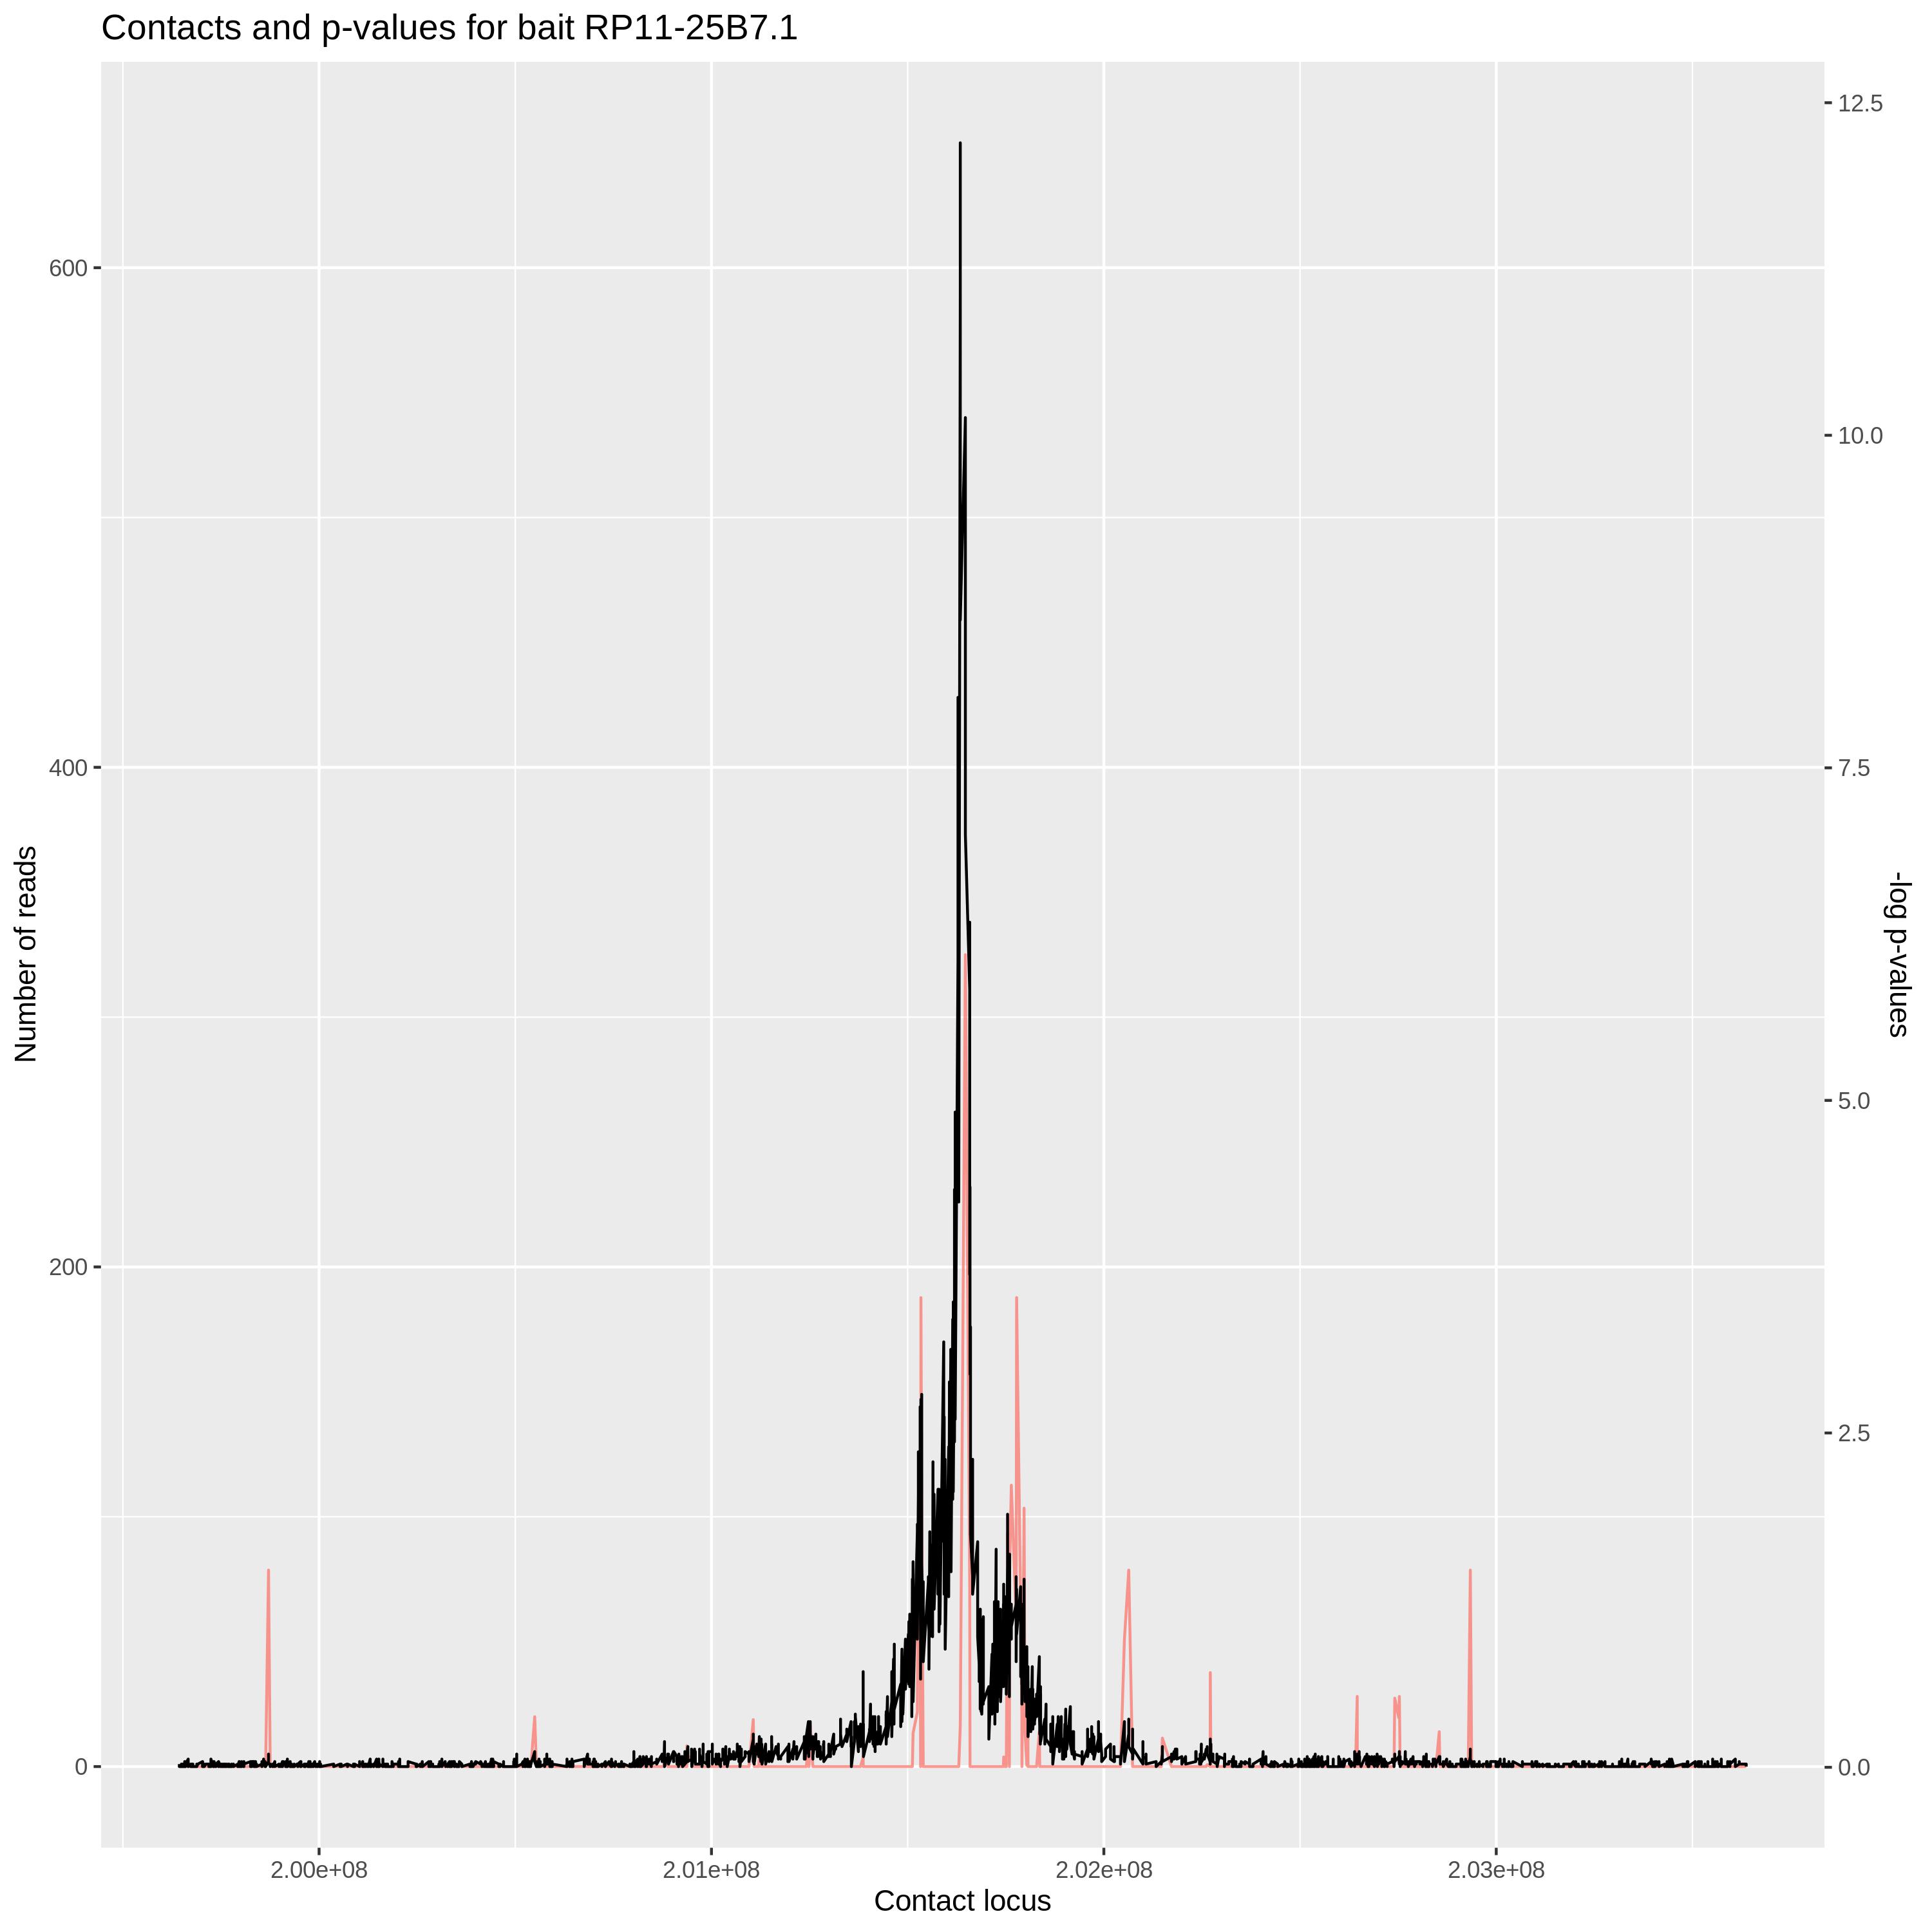 Contacts and p-values for bait RP11-25B7.1
Number of reads
600
400
200
0
12.5
10.0
7.5
5.0
2.5
0.0
-log p-values
2.00e+08 2.01e+08 2.02e+08 2.03e+08
Contact locus